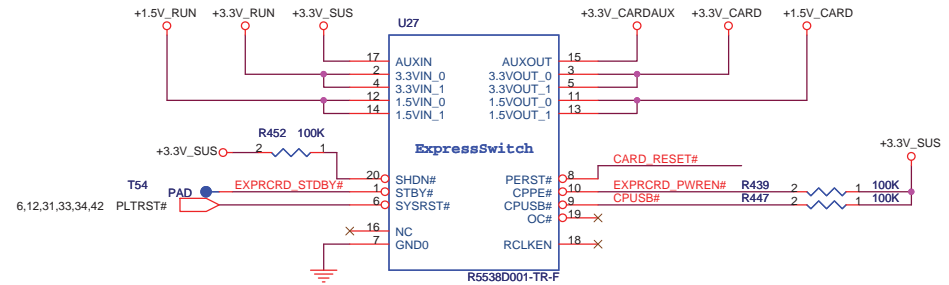 +1.5V_RUN +3.3V_RUN +3.3V_SUS U27 +3.3V_CARDAUX +3.3V_CARD +1.5V_CARD
17 AUXIN AUXOUT 15
2 3.3VIN_0 3.3VOUT_0 3
4 3.3VIN_1 3.3VOUT_1 5
12 1.5VIN_0 1.5VOUT_0 11
14 1.5VIN_1 1.5VOUT_1 13
R452 100K
+3.3V_SUS 2 1 ExpressSwitch +3.3V_SUS
20 SHDN# PERST# 8 CARD_RESET#
T54 PAD EXPRCRD_STDBY# 1 STBY# CPPE# 10 EXPRCRD_PWREN# R439 2 1 100K
6,12,31,33,34,42 PLTRST# 6 SYSRST# CPUSB# 9 CPUSB# R447 2 1 100K
OC# 19
16 NC
7 GND0 RCLKEN 18
R5538D001-TR-F